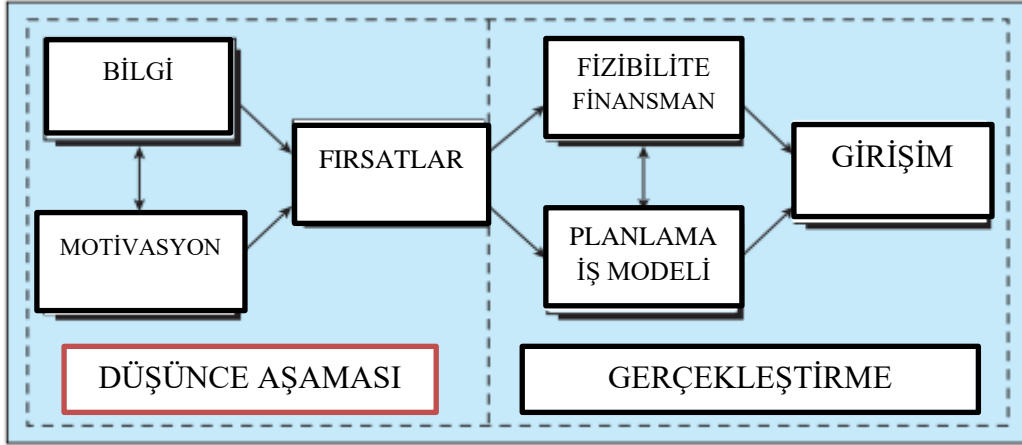 BİLGİ
MOTİVASYON
FIRSATLAR
FİZİBİLİTE
FİNANSMAN
PLANLAMA
İŞ MODELİ
GİRİŞİM
DÜŞÜNCE AŞAMASI
GERÇEKLEŞTİRME